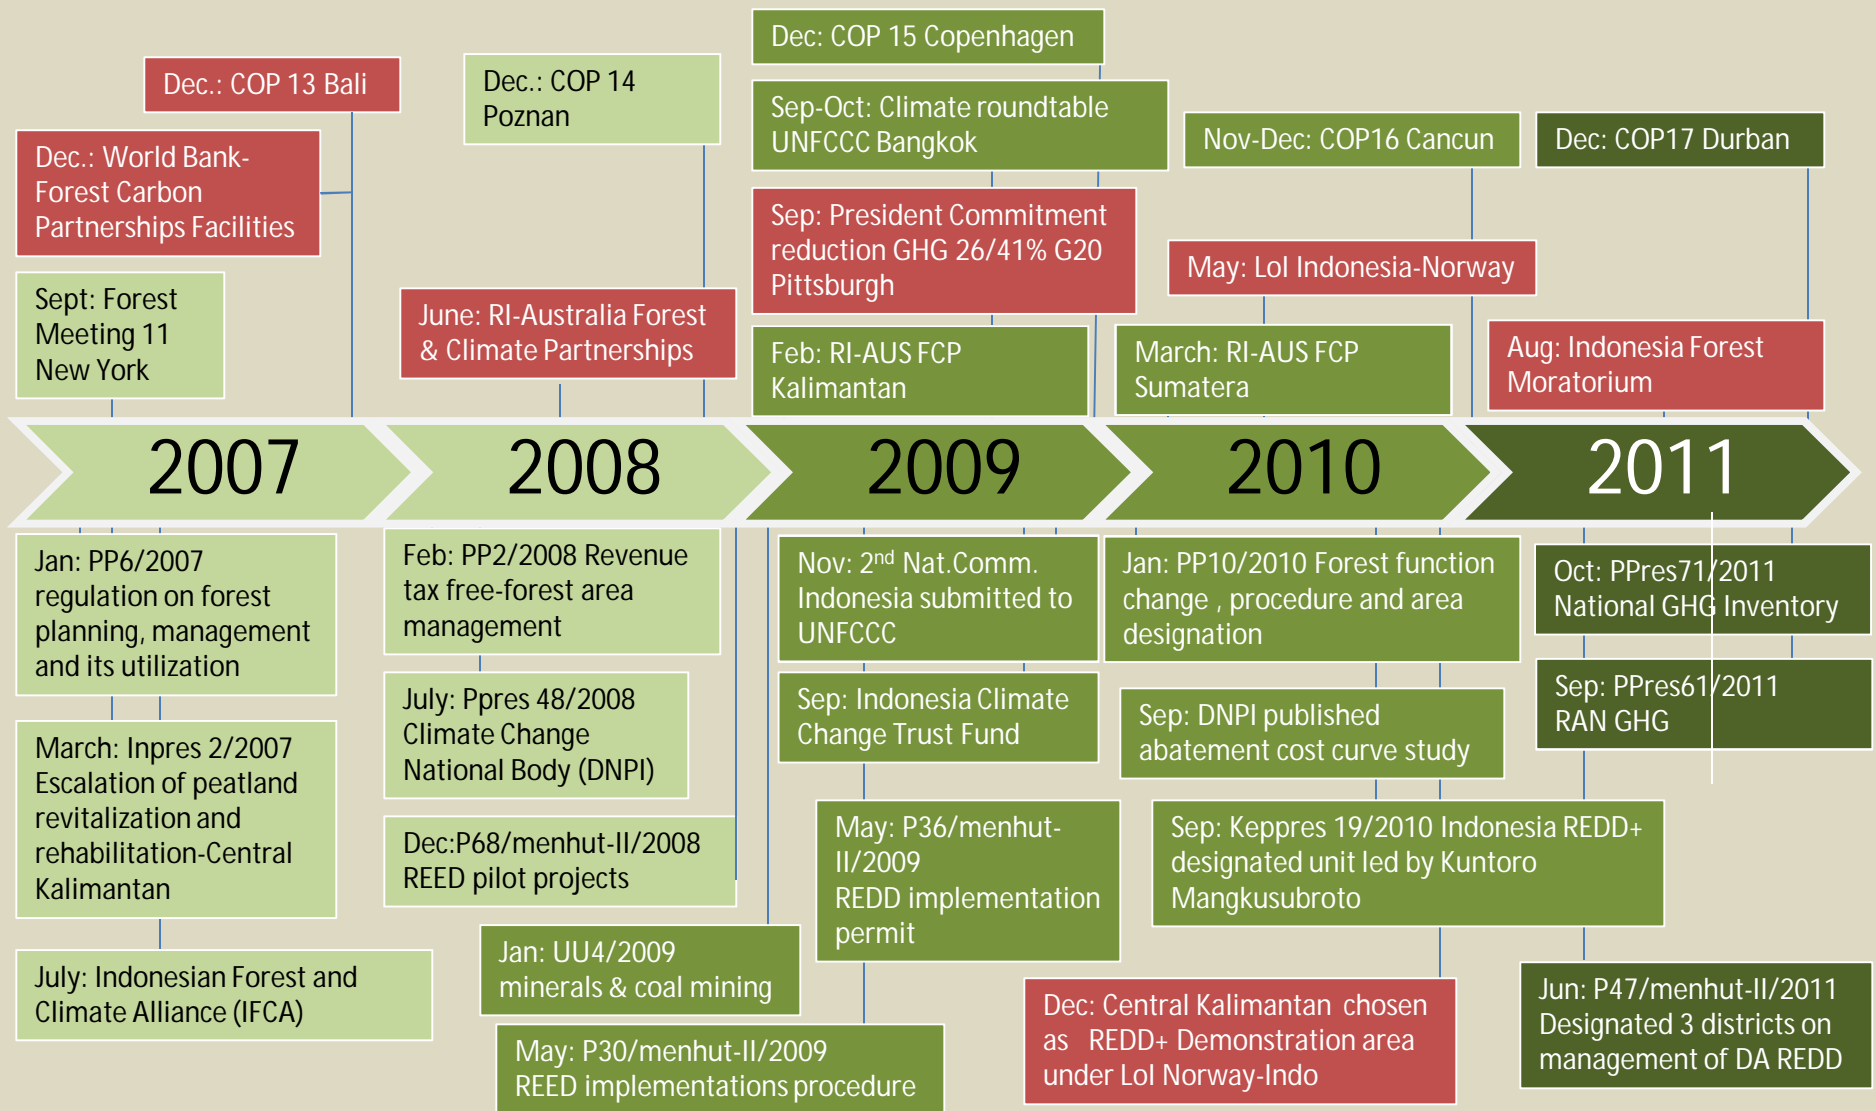 Dec: COP 15 Copenhagen
Dec.: COP 13 Bali
Dec.: COP 14
Poznan
Sep-Oct: Climate roundtable
UNFCCC Bangkok
Nov-Dec: COP16 Cancun
Dec: COP17 Durban
Dec.: World Bank-
Forest Carbon
Partnerships Facilities
Sep: President Commitment
reduction GHG 26/41% G20
Pittsburgh
May: LoI Indonesia-Norway
Sept: Forest
Meeting 11
New York
June: RI-Australia Forest
& Climate Partnerships
Feb: RI-AUS FCP
Kalimantan
March: RI-AUS FCP
Sumatera
Aug: Indonesia Forest
Moratorium
2007
2008
2009
2010
2011
Jan: PP6/2007
regulation on forest
planning, management
and its utilization
March: Inpres 2/2007
Escalation of peatland
revitalization and
rehabilitation-Central
Kalimantan
July: Indonesian Forest and
Climate Alliance (IFCA)
Feb: PP2/2008 Revenue
tax free-forest area
management
July: Ppres 48/2008
Climate Change
National Body (DNPI)
Dec:P68/menhut-II/2008
REED pilot projects
Jan: UU4/2009
minerals & coal mining
May: P30/menhut-II/2009
REED implementations procedure
Nov: 2nd Nat.Comm.
Indonesia submitted to
UNFCCC
Sep: Indonesia Climate
Change Trust Fund
May: P36/menhut-
II/2009
REDD implementation
permit
Jan: PP10/2010 Forest function
change , procedure and area
designation
Sep: DNPI published
abatement cost curve study
Sep: Keppres 19/2010 Indonesia REDD+
designated unit led by Kuntoro
Mangkusubroto
Dec: Central Kalimantan chosen
as REDD+ Demonstration area
under LoI Norway-Indo
Oct: PPres71/2011
National GHG Inventory
Sep: PPres61/2011
RAN GHG
Jun: P47/menhut-II/2011
Designated 3 districts on
management of DA REDD